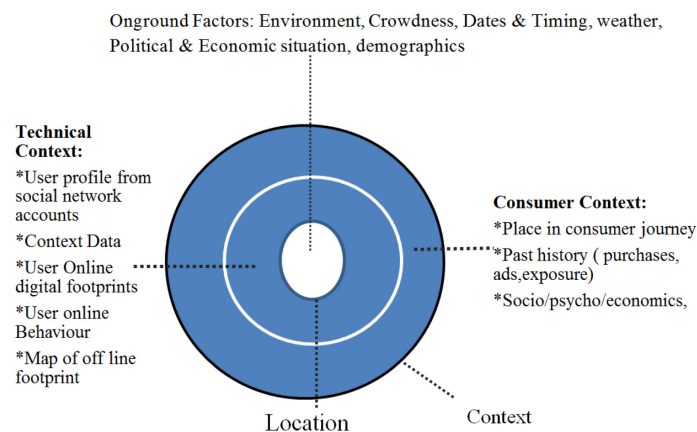 Onground Factors: Environment, Crowdness, Dates & Timing, weather,
Political & Economic situation, demographics
Technical
Context:
*User profile from
social network
accounts
*Context Data
*User Online
digital footprints
*User online
Behaviour
*Map of off line
footprint
Consumer Context:
*Place in consumer journey
*Past history ( purchases,
ads,exposure)
*Socio/psycho/economics,
Location
Context